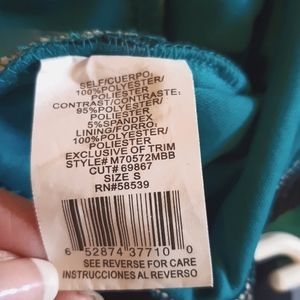 SELF/CUERPO:
100%POLYESTER/
POLIESTER
CONTRAST/CONTRASTE:
95%POLYESTER/
POLIESTER
5%SPANDEX
LINING/FORRO:
100%POLYESTER/
POLIESTER
EXCLUSIVE OF TRIM
STYLE# M70572MBB
CUT# 69867
SIZE S
RN#58539
6 52874 37710 0
SEE REVERSE FOR CARE
INSTRUCCIONES AL REVERSO